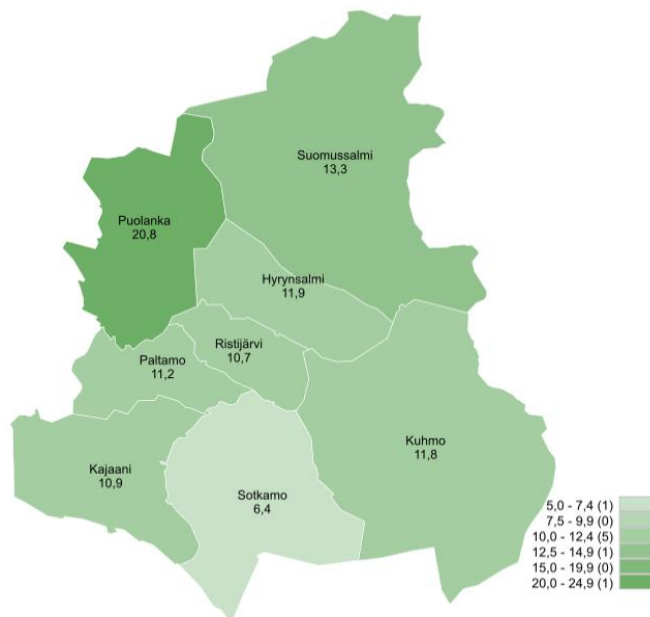 Suomussalmi
13,3
Puolanka
20,8
Hyrynsalmi
11,9
Ristijärvi
10,7
Paltamo
11,2
Kuhmo
11,8
Kajaani
10,9
Sotkamo
6,4
5,0 - 7,4 (1)
7,5 - 9,9 (0)
10,0 - 12,4 (5)
12,5 - 14,9 (1)
15,0 - 19,9 (0)
20,0 - 24,9 (1)